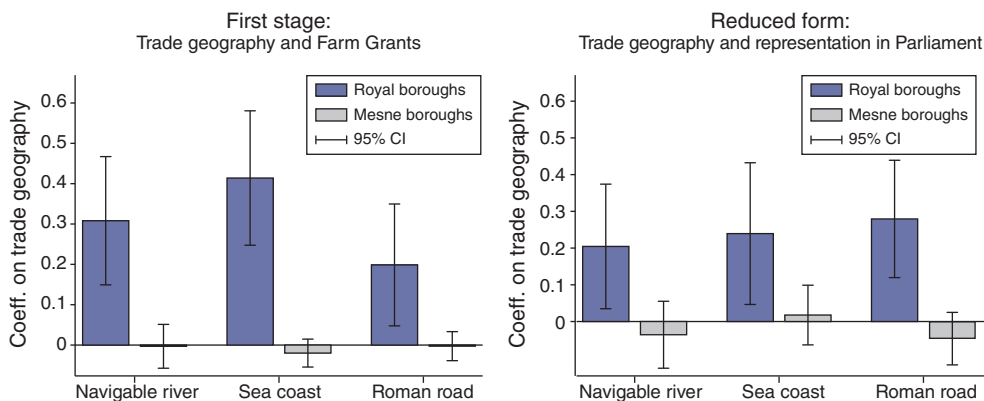 First stage:
Trade geography and Farm Grants
Coeff. on trade geography
0.6
0.5
0.4
0.3
0.2
0.1
0
Royal boroughs
Mesne boroughs
95% CI
Navigable river
Sea coast
Roman road
Reduced form:
Trade geography and representation in Parliament
Coeff. on trade geography
0.6
0.5
0.4
0.3
0.2
0.1
0
Royal boroughs
Mesne boroughs
95% CI
Navigable river
Sea coast
Roman road